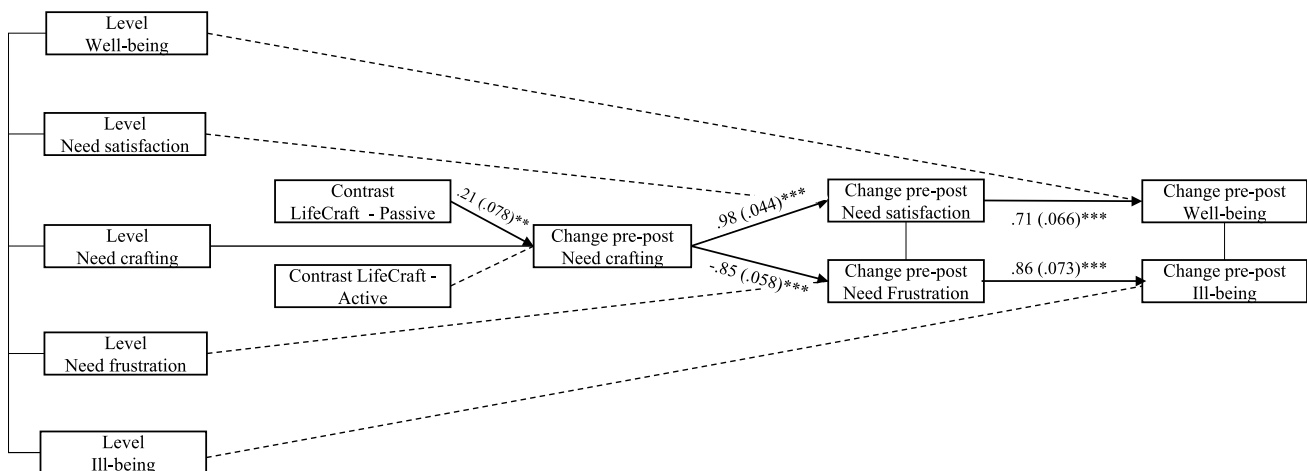 Level
Well-being
Level
Need satisfaction
Contrast
LifeCraft - Passive
.21 (.078)**
Level
Need crafting
Contrast LifeCraft -
Active
Change pre-post
Need crafting
.98 (.044)***
-.85 (.058)***
Change pre-post
Need satisfaction
.71 (.066)***
Change pre-post
Well-being
Change pre-post
Need Frustration
.86 (.073)***
Change pre-post
Ill-being
Level
Need frustration
Level
Ill-being